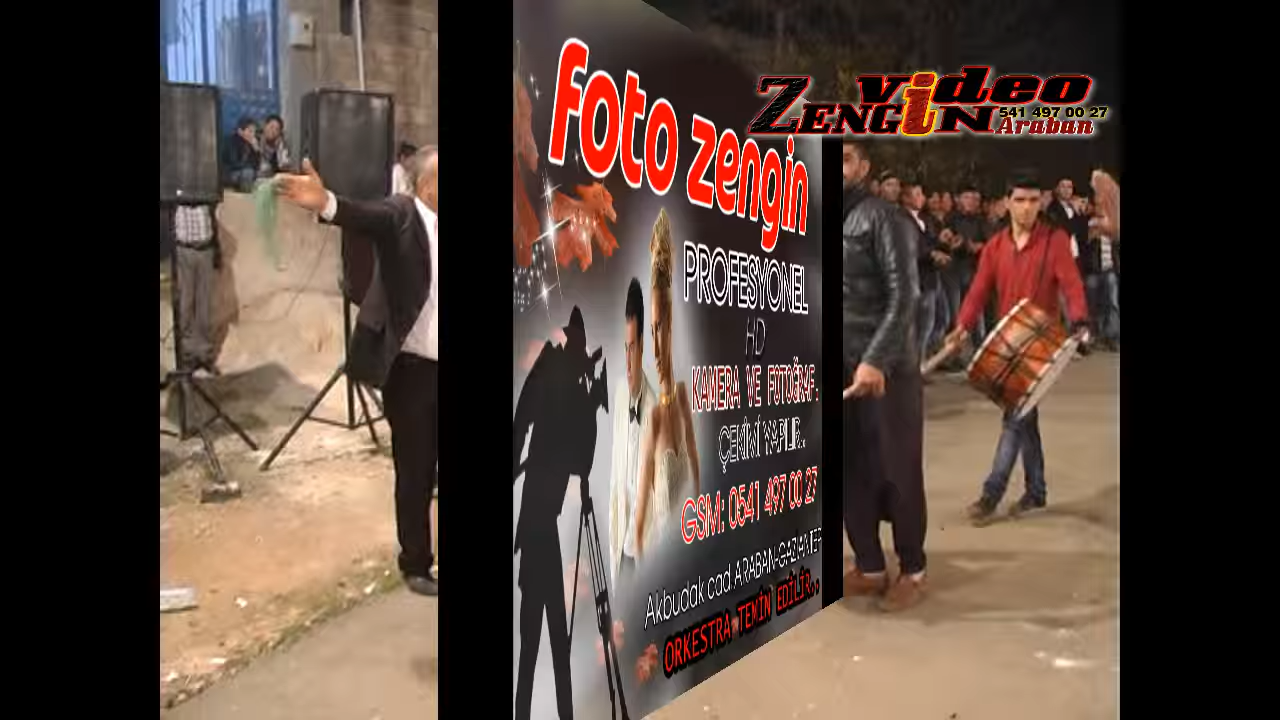 foto zengin
PROFESYONEL
HD
KAMERA VE FOTOĞRAF.
ÇEKİMİ YAPILIR..
GSM: 0541 497 00 27
Akbudak cad ARABAN-GAZİANTEP
ORKESTRA TEMİN EDİLİR..
video
ZENGİN
541 497 00 27
Araban